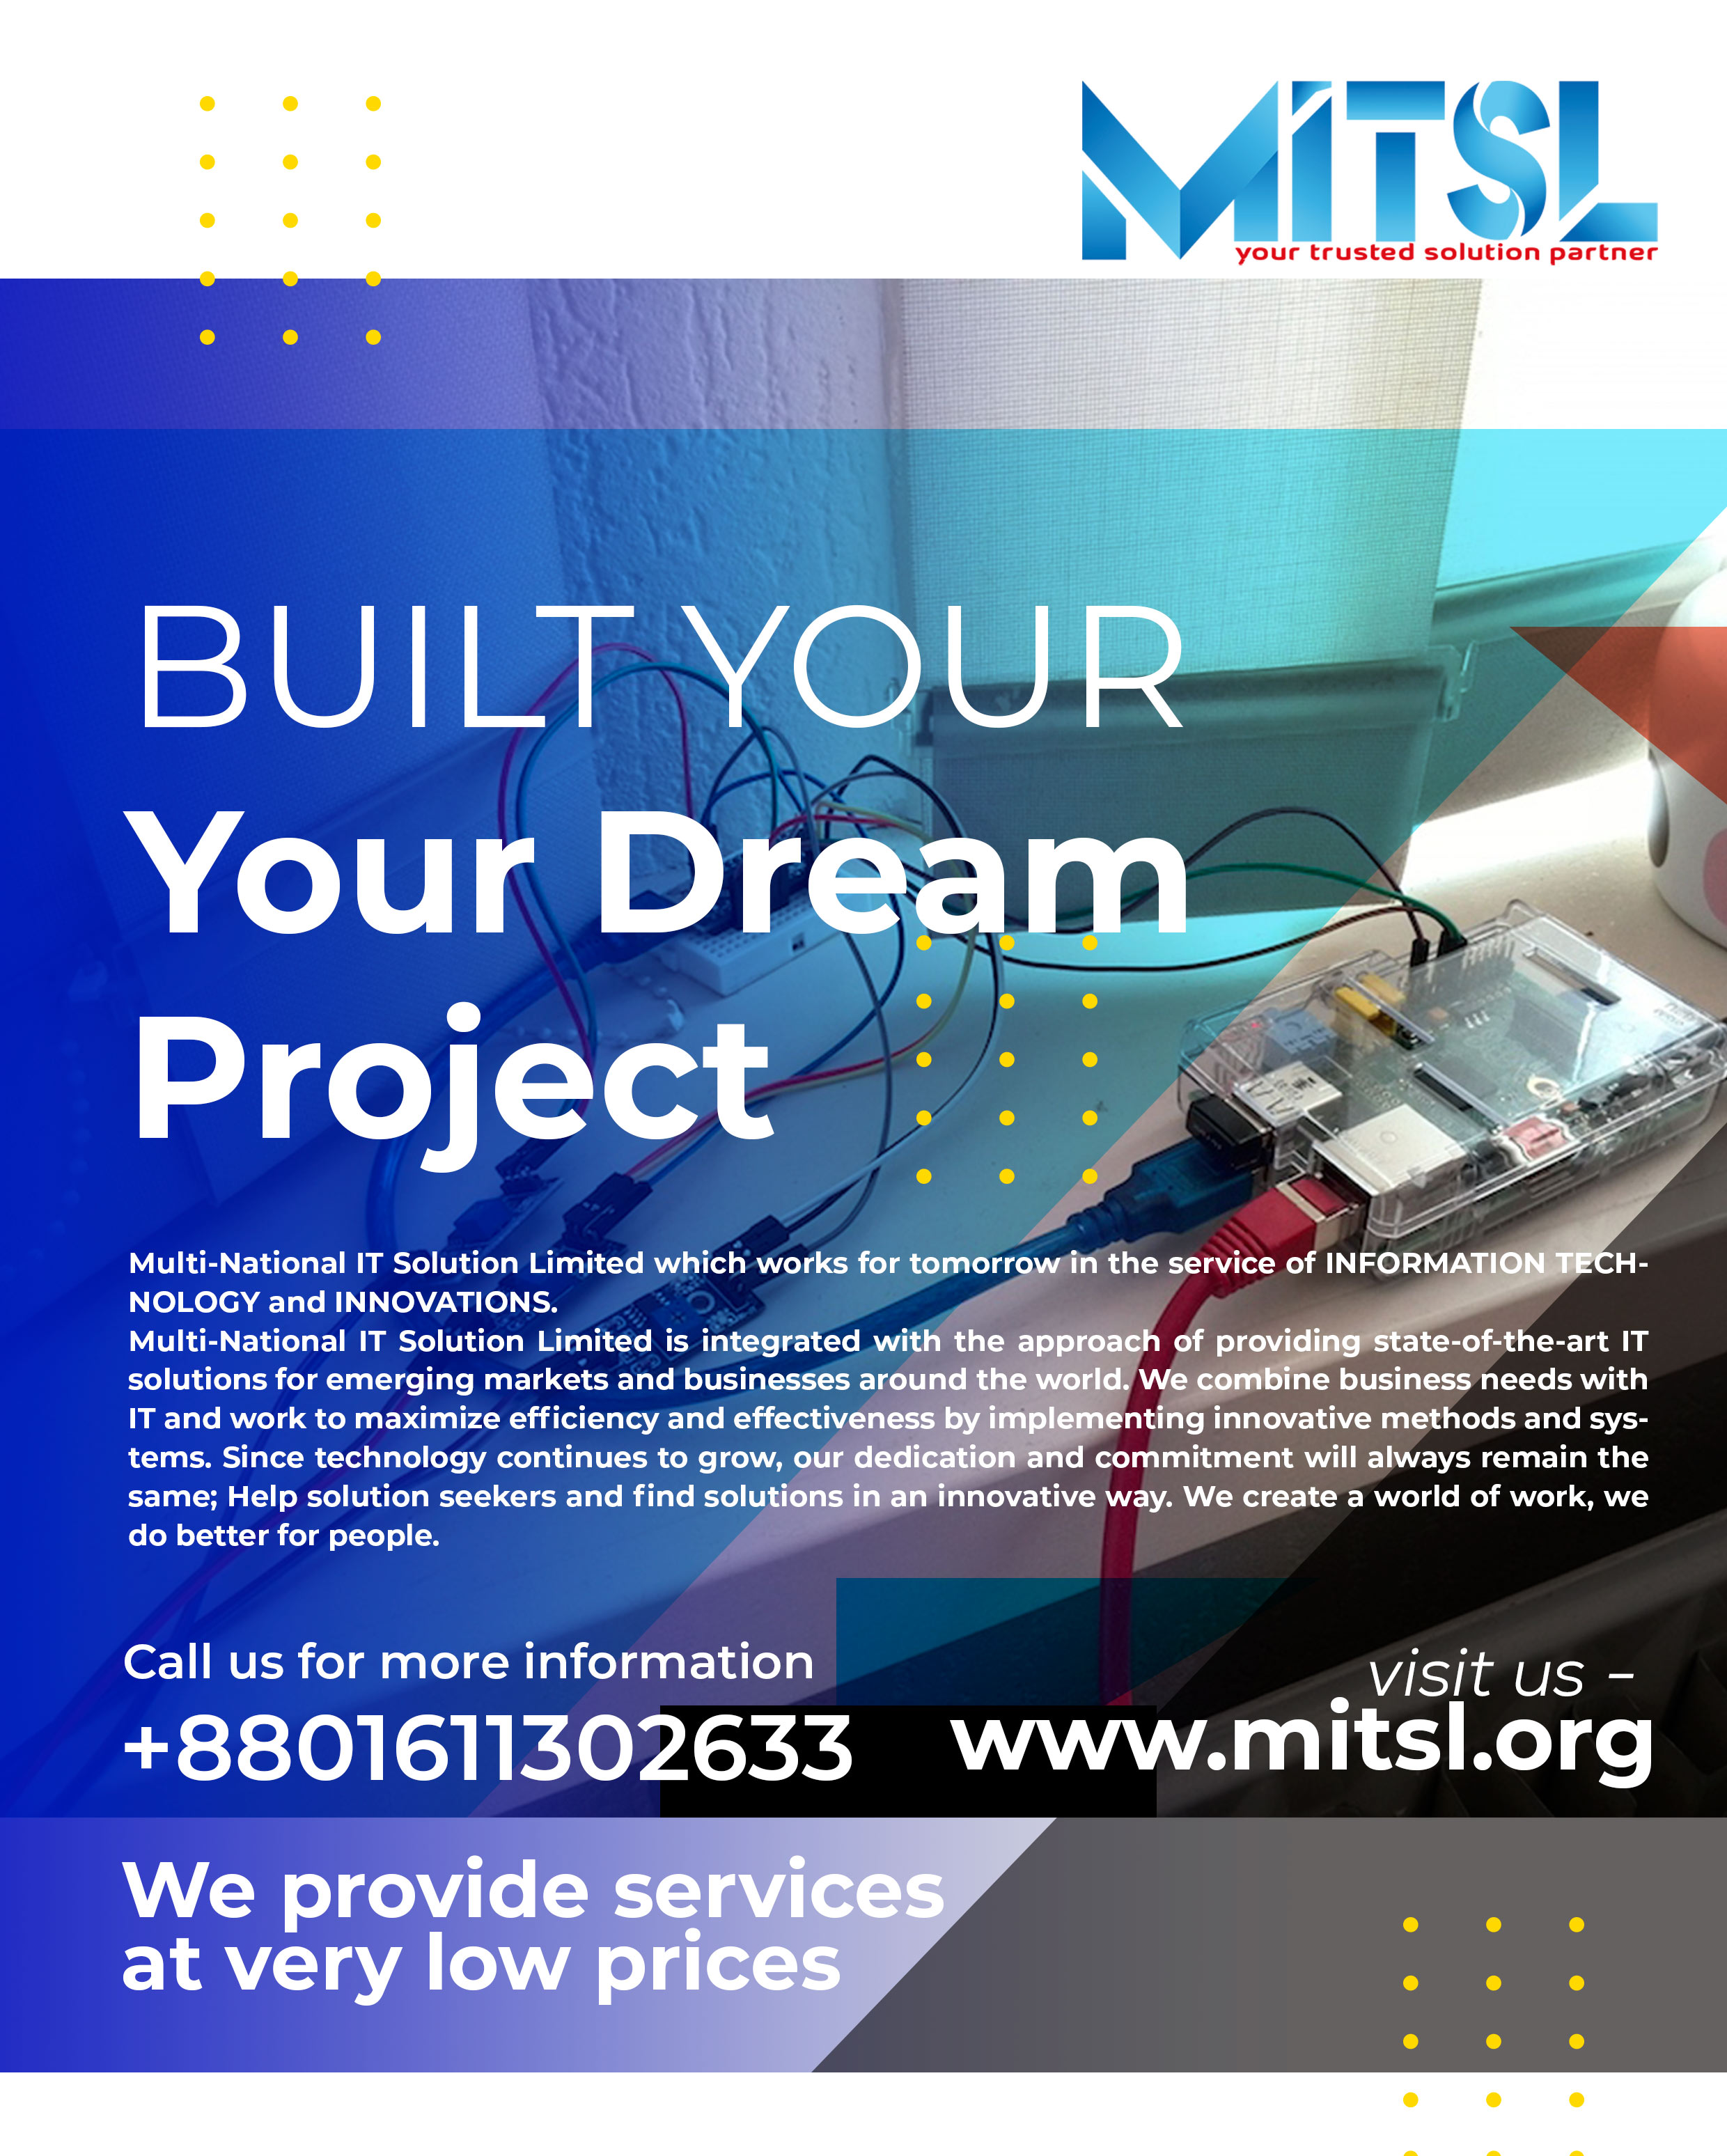 MiTSL
your trusted solution partner
BUILT YOUR
Your Dream
Project
Multi-National IT Solution Limited which works for tomorrow in the service of INFORMATION TECH-
NOLOGY and INNOVATIONS.
Multi-National IT Solution Limited is integrated with the approach of providing state-of-the-art IT
solutions for emerging markets and businesses around the world. We combine business needs with
IT and work to maximize efficiency and effectiveness by implementing innovative methods and sys-
tems. Since technology continues to grow, our dedication and commitment will always remain the
same; Help solution seekers and find solutions in an innovative way. We create a world of work, we
do better for people.
Call us for more information
+8801611302633
visit us -
www.mitsl.org
We provide services
at very low prices